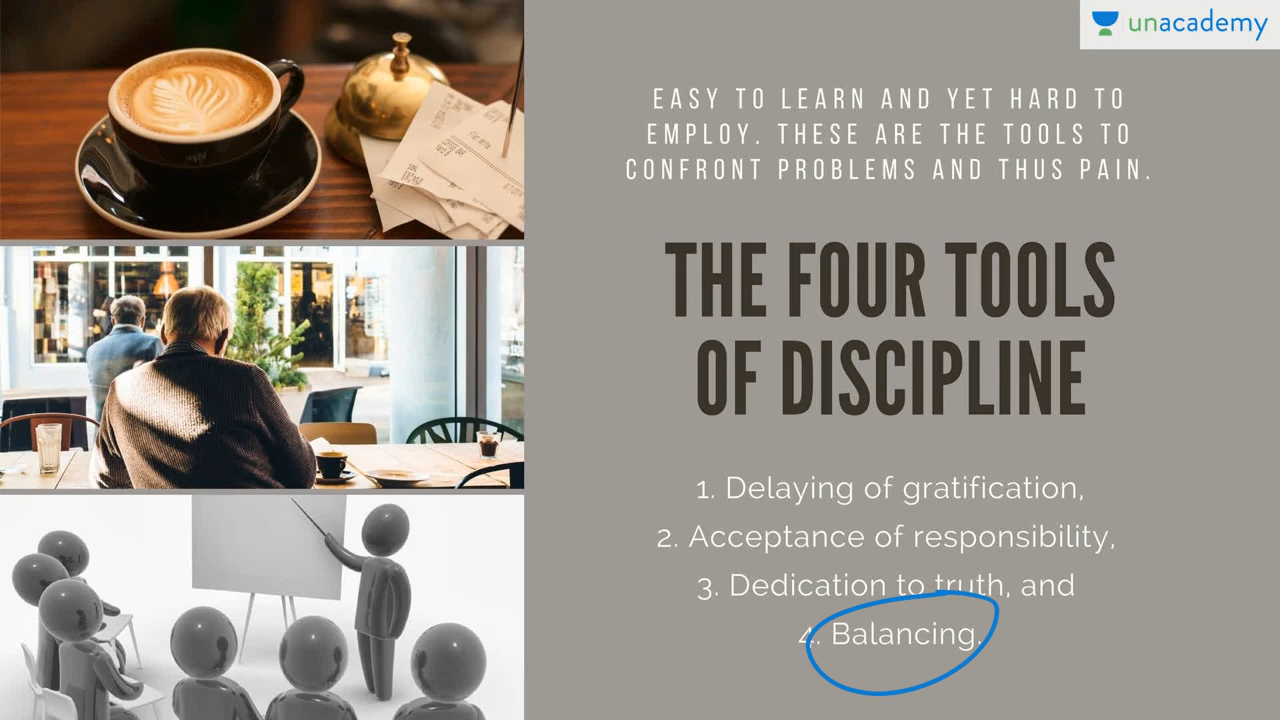 unacademy
EASY TO LEARN AND YET HARD TO
EMPLOY. THESE ARE THE TOOLS TO
CONFRONT PROBLEMS AND THUS PAIN.
THE FOUR TOOLS
OF DISCIPLINE
1. Delaying of gratification,
2. Acceptance of responsibility,
3. Dedication to truth, and
4. Balancing.